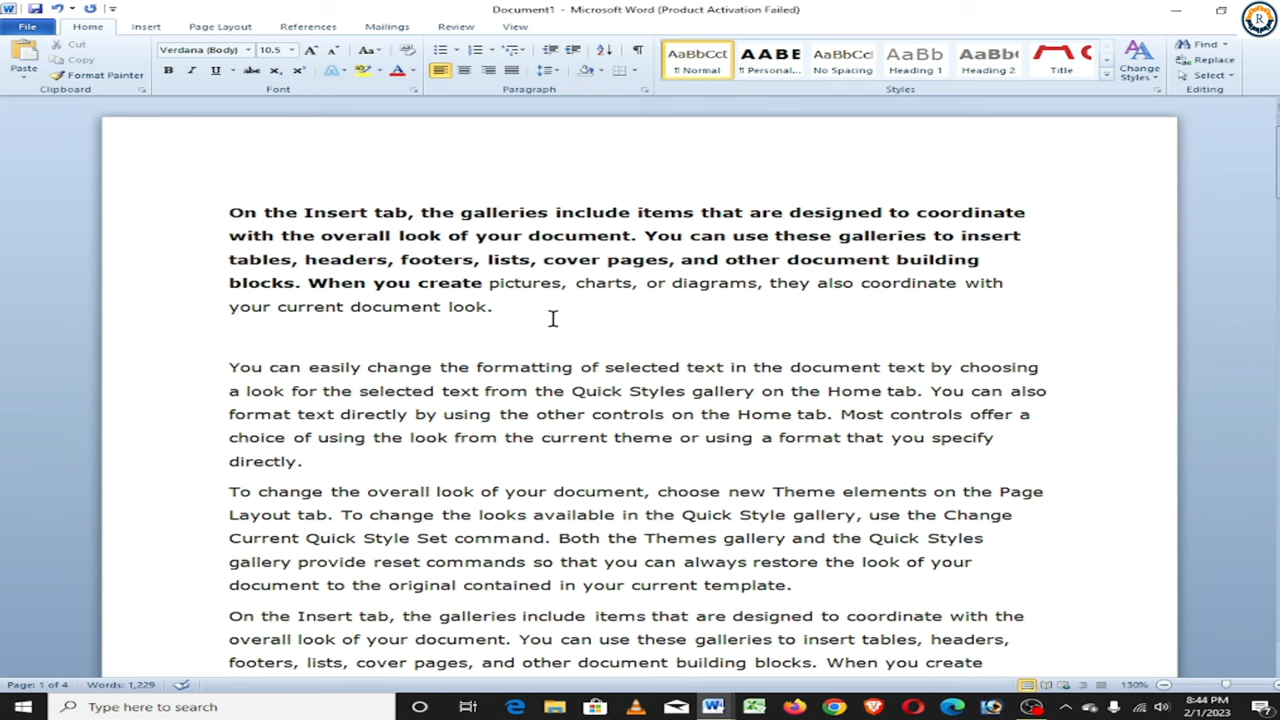 Document1 - Microsoft Word (Product Activation Failed)
File Home Insert Page Layout References Mailings Review View
Paste
Cut
Copy
Format Painter
Clipboard
Verdana (Body) 10.5
Font
Paragraph
AaBbCcI AABE AaBbCc AaBb AaBb(
¶ Normal ¶ Personal... No Spacing Heading 1 Heading 2 Title
Change
Styles
Styles
Find
Replace
Select
Editing
R
On the Insert tab, the galleries include items that are designed to coordinate
with the overall look of your document. You can use these galleries to insert
tables, headers, footers, lists, cover pages, and other document building
blocks. When you create pictures, charts, or diagrams, they also coordinate with
your current document look.
You can easily change the formatting of selected text in the document text by choosing
a look for the selected text from the Quick Styles gallery on the Home tab. You can also
format text directly by using the other controls on the Home tab. Most controls offer a
choice of using the look from the current theme or using a format that you specify
directly.
To change the overall look of your document, choose new Theme elements on the Page
Layout tab. To change the looks available in the Quick Style gallery, use the Change
Current Quick Style Set command. Both the Themes gallery and the Quick Styles
gallery provide reset commands so that you can always restore the look of your
document to the original contained in your current template.
On the Insert tab, the galleries include items that are designed to coordinate with the
overall look of your document. You can use these galleries to insert tables, headers,
footers, lists, cover pages, and other document building blocks. When you create
Page: 1 of 4 Words: 1,229 130%
Type here to search
8:44 PM
2/1/2023